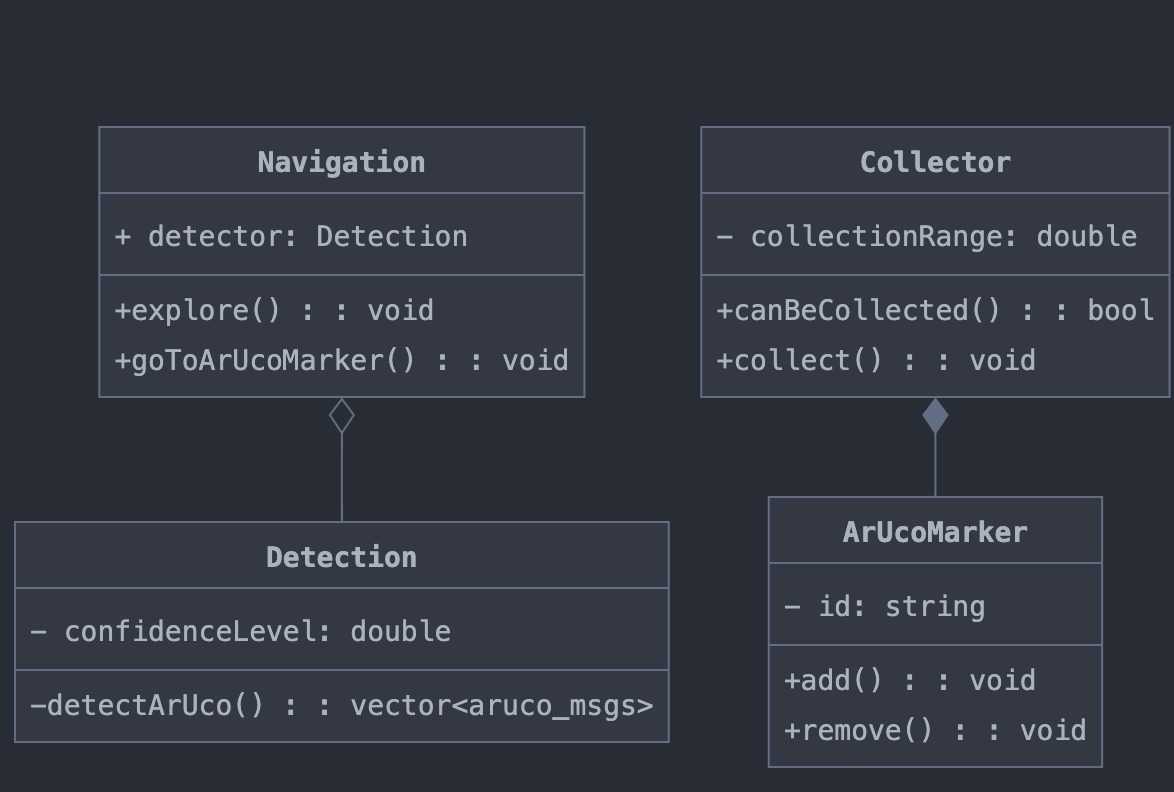 Navigation
+ detector: Detection
+explore() : : void
+goToArUcoMarker() : : void
Collector
− collectionRange: double
+canBeCollected() : : bool
+collect() : : void
Detection
− confidenceLevel: double
−detectArUco() : : vector<aruco_msgs>
ArUcoMarker
− id: string
+add() : : void
+remove() : : void